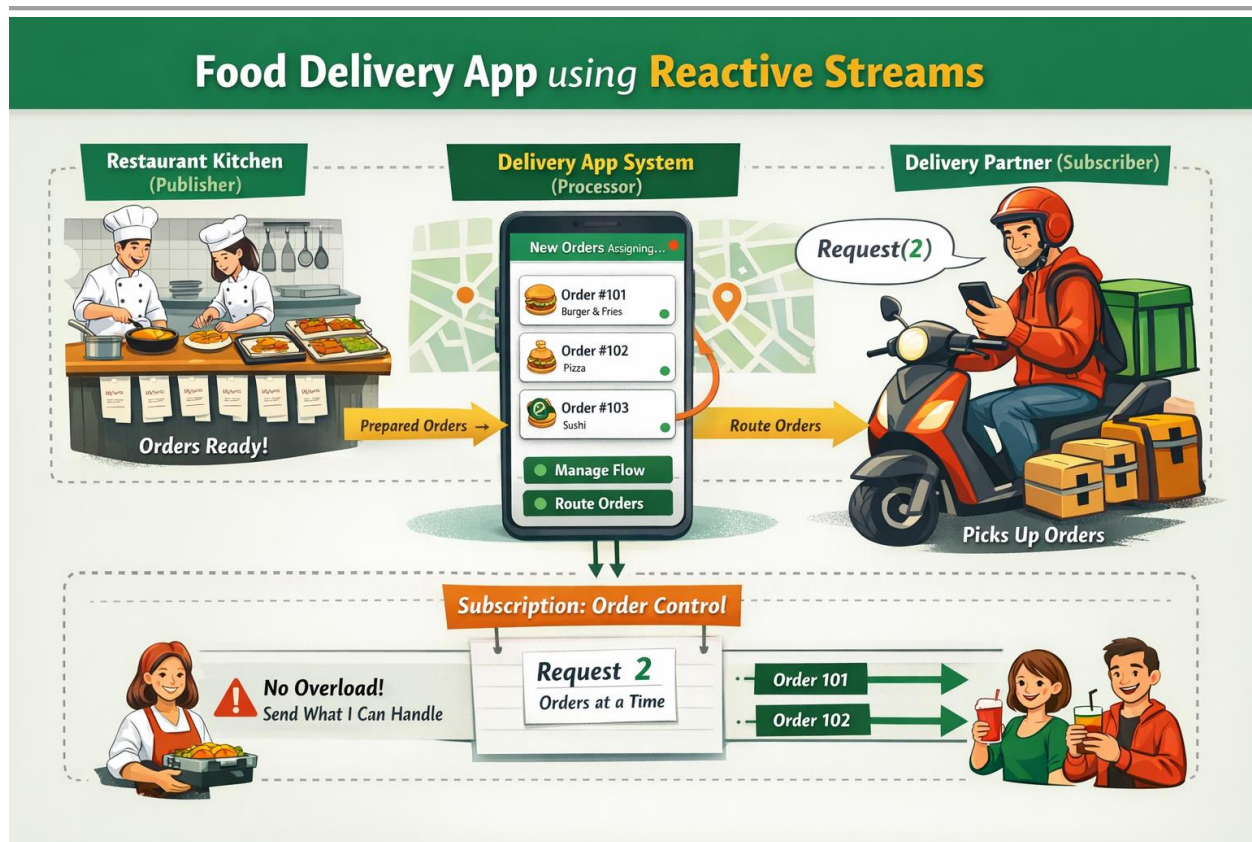 Food Delivery App using Reactive Streams
Restaurant Kitchen
(Publisher)
Delivery App System
(Processor)
Delivery Partner (Subscriber)
New Orders Assigning...
Order #101
Burger & Fries
Order #102
Pizza
Order #103
Sushi
Manage Flow
Route Orders
Request(2)
Orders Ready!
Prepared Orders →
Route Orders
Picks Up Orders
Subscription: Order Control
No Overload!
Send What I Can Handle
Request 2
Orders at a Time
Order 101
Order 102